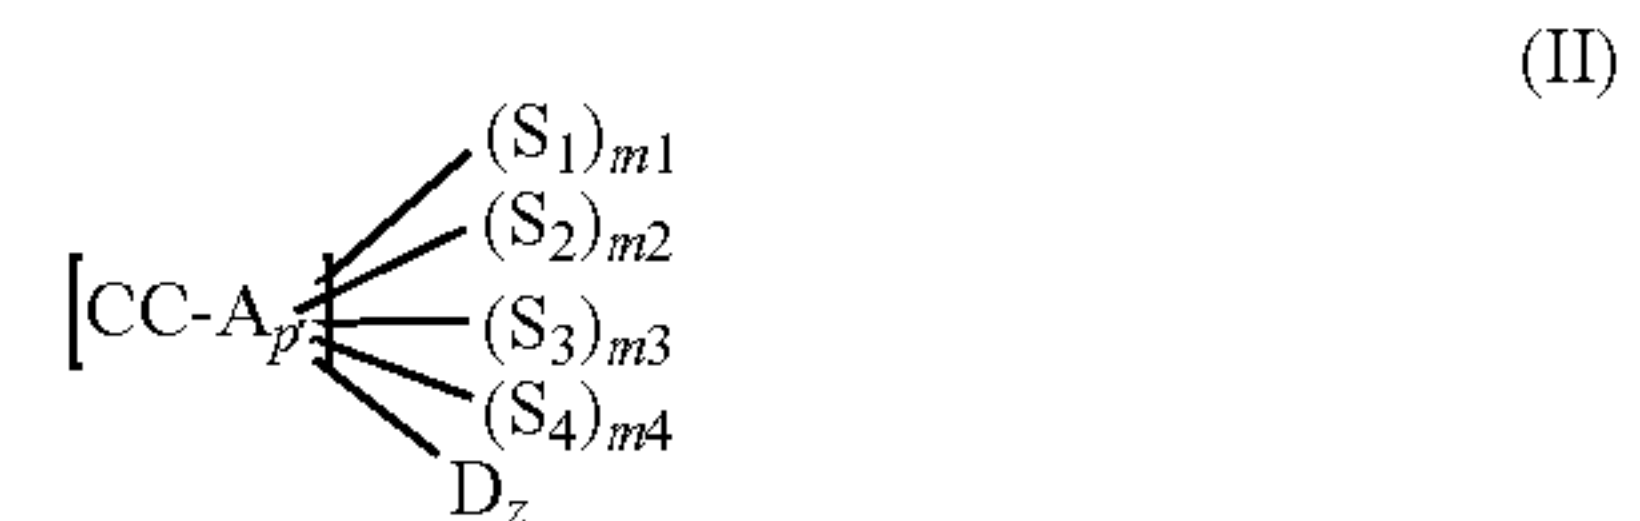 (II)
(S1)m1
(S2)m2
[CC-Ap']
(S3)m3
(S4)m4
Dz